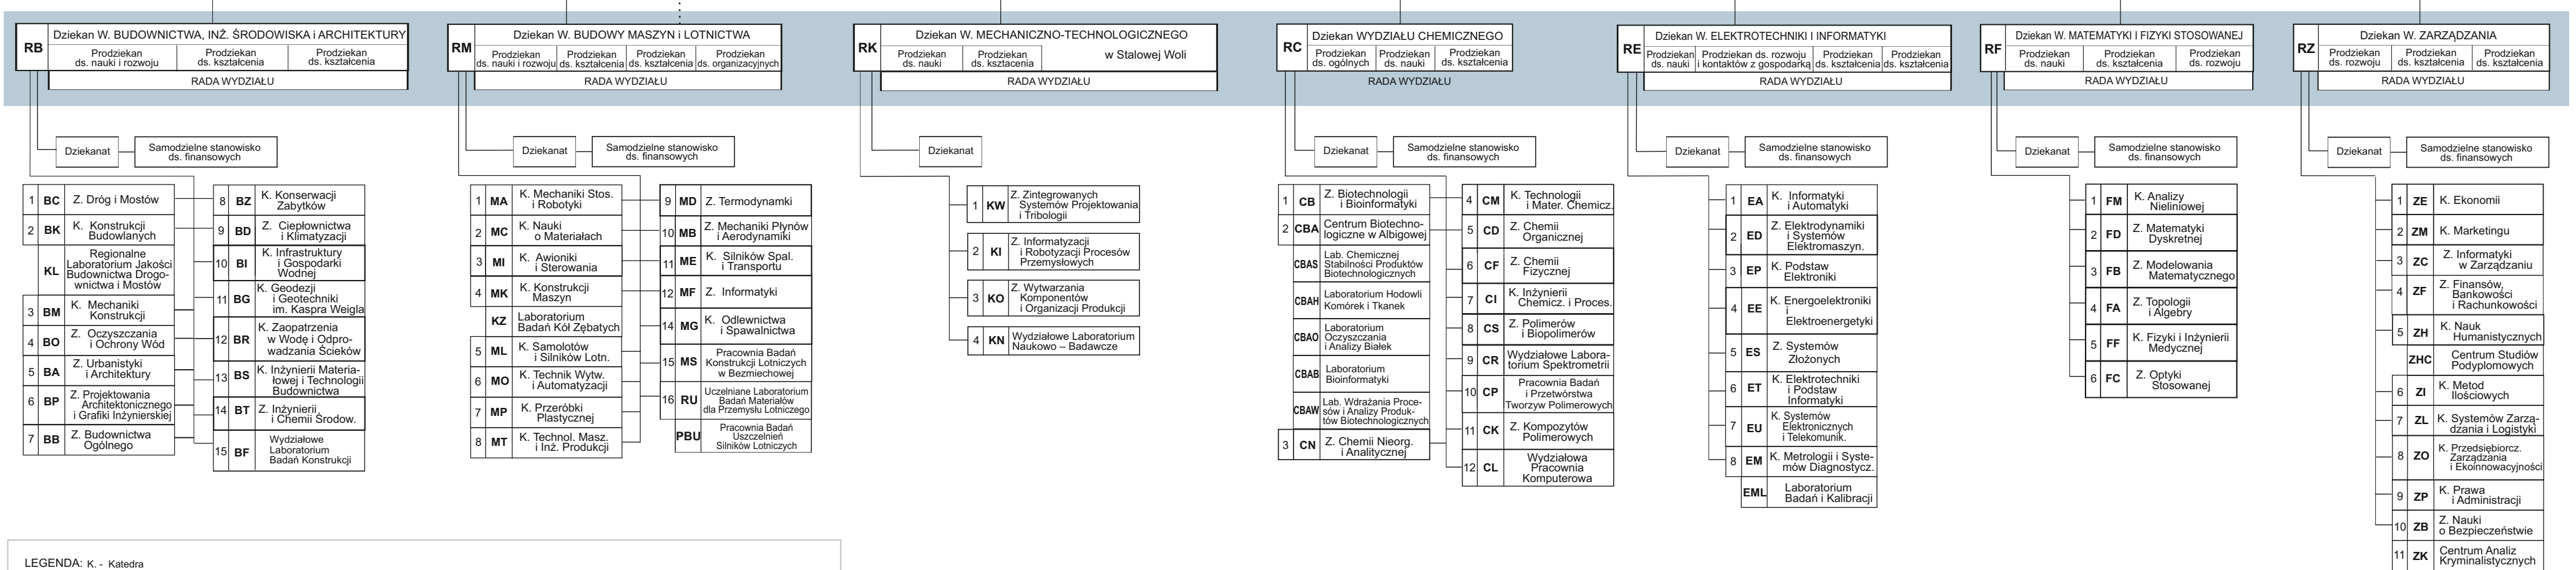 RB
Dziekan W. BUDOWNICTWA, INŻ. ŚRODOWISKA i ARCHITEKTURY
Prodziekan
ds. nauki i rozwoju
Prodziekan
ds. kształcenia
Prodziekan
ds. kształcenia
RADA WYDZIAŁU
Dziekanat
Samodzielne stanowisko
ds. finansowych
1 BC Z. Dróg i Mostów
2 BK K. Konstrukcji
Budowlanych
KL Regionalne
Laboratorium Jakości
Budownictwa Drogo-
wnictwa i Mostów
3 BM K. Mechaniki
Konstrukcji
4 BO Z. Oczyszczania
i Ochrony Wód
5 BA Z. Urbanistyki
i Architektury
6 BP Z. Projektowania
Architektonicznego
i Grafiki Inżynierskiej
7 BB Z. Budownictwa
Ogólnego
8 BZ K. Konserwacji
Zabytków
9 BD Z. Ciepłownictwa
i Klimatyzacji
10 BI K. Infrastruktury
i Gospodarki
Wodnej
11 BG K. Geodezji
i Geotechniki
im. Kaspra Weigla
12 BR K. Zaopatrzenia
w Wodę i Odpro-
wadzania Ścieków
13 BS K. Inżynierii Materia-
łowej i Technologii
Budownictwa
14 BT Z. Inżynierii
i Chemii Środow.
15 BF Wydziałowe
Laboratorium
Badań Konstrukcji
RM
Dziekan W. BUDOWY MASZYN i LOTNICTWA
Prodziekan
ds. nauki i rozwoju
Prodziekan
ds. kształcenia
Prodziekan
ds. kształcenia
Prodziekan
ds. organizacyjnych
RADA WYDZIAŁU
Dziekanat
Samodzielne stanowisko
ds. finansowych
1 MA K. Mechaniki Stos.
i Robotyki
2 MC K. Nauki
o Materiałach
3 MI K. Awioniki
i Sterowania
4 MK K. Konstrukcji
Maszyn
KZ Laboratorium
Badań Kół Zębatych
5 ML K. Samolotów
i Silników Lotn.
6 MO K. Technik Wytw.
i Automatyzacji
7 MP K. Przeróbki
Plastycznej
8 MT K. Technol. Masz.
i Inż. Produkcji
9 MD Z. Termodynamki
10 MB Z. Mechaniki Płynów
i Aerodynamiki
11 ME K. Silników Spal.
i Transportu
12 MF Z. Informatyki
14 MG K. Odlewnictwa
i Spawalnictwa
15 MS Pracownia Badań
Konstrukcji Lotniczych
w Bezmiechowej
16 RU Uczelniane Laboratorium
Badań Materiałów
dla Przemysłu Lotniczego
PBU Pracownia Badań
Uszczelnień
Silników Lotniczych
RK
Dziekan W. MECHANICZNO-TECHNOLOGICZNEGO
Prodziekan
ds. nauki
Prodziekan
ds. ksztacenia
w Stalowej Woli
RADA WYDZIAŁU
Dziekanat
1 KW Z. Zintegrowanych
Systemów Projektowania
i Tribologii
2 KI Z. Informatyzacji
i Robotyzacji Procesów
Przemysłowych
3 KO Z. Wytwarzania
Komponentów
i Organizacji Produkcji
4 KN Wydziałowe Laboratorium
Naukowo – Badawcze
RC
Dziekan WYDZIAŁU CHEMICZNEGO
Prodziekan
ds. ogólnych
Prodziekan
ds. nauki
Prodziekan
ds. kształcenia
RADA WYDZIAŁU
Dziekanat
Samodzielne stanowisko
ds. finansowych
1 CB Z. Biotechnologii
i Bioinformatyki
2 CBA Centrum Biotechno-
logiczne w Albigowej
CBAS Lab. Chemicznej
Stabilności Produktów
Biotechnologicznych
CBAH Laboratorium Hodowli
Komórek i Tkanek
CBAO Laboratorium
Oczyszczania
i Analizy Białek
CBAB Laboratorium
Bioinformatyki
CBAW Lab. Wdrażania Proce-
sów i Analizy Produk-
tów Biotechnologicznych
3 CN Z. Chemii Nieorg.
i Analitycznej
4 CM K. Technologii
i Mater. Chemicz.
5 CD Z. Chemii
Organicznej
6 CF Z. Chemii
Fizycznej
7 CI K. Inżynierii
Chemicz. i Proces.
8 CS Z. Polimerów
i Biopolimerów
9 CR Wydziałowe Labora-
torium Spektrometrii
10 CP Pracownia Badań
i Przetwórstwa
Tworzyw Polimerowych
11 CK Z. Kompozytów
Polimerowych
12 CL Wydziałowa
Pracownia
Komputerowa
RE
Dziekan W. ELEKTROTECHNIKI I INFORMATYKI
Prodziekan
ds. nauki
Prodziekan ds. rozwoju
i kontaktów z gospodarką
Prodziekan
ds. kształcenia
Prodziekan
ds. kształcenia
RADA WYDZIAŁU
Dziekanat
Samodzielne stanowisko
ds. finansowych
1 EA K. Informatyki
i Automatyki
2 ED Z. Elektrodynamiki
i Systemów
Elektromaszyn.
3 EP K. Podstaw
Elektroniki
4 EE K. Energoelektroniki
i
Elektroenergetyki
5 ES Z. Systemów
Złożonych
6 ET K. Elektrotechniki
i Podstaw
Informatyki
7 EU K. Systemów
Elektronicznych
i Telekomunik.
8 EM K. Metrologii i Syste-
mów Diagnostycz.
EML Laboratorium
Badań i Kalibracji
RF
Dziekan W. MATEMATYKI I FIZYKI STOSOWANEJ
Prodziekan
ds. nauki
Prodziekan
ds. kształcenia
Prodziekan
ds. rozwoju
RADA WYDZIAŁU
Dziekanat
Samodzielne stanowisko
ds. finansowych
1 FM K. Analizy
Nieliniowej
2 FD Z. Matematyki
Dyskretnej
3 FB Z. Modelowania
Matematycznego
4 FA Z. Topologii
i Algebry
5 FF K. Fizyki i Inżynierii
Medycznej
6 FC Z. Optyki
Stosowanej
RZ
Dziekan W. ZARZĄDZANIA
Prodziekan
ds. rozwoju
Prodziekan
ds. kształcenia
Prodziekan
ds. kształcenia
RADA WYDZIAŁU
Dziekanat
Samodzielne stanowisko
ds. finansowych
1 ZE K. Ekonomii
2 ZM K. Marketingu
3 ZC Z. Informatyki
w Zarządzaniu
4 ZF Z. Finansów,
Bankowości
i Rachunkowości
5 ZH K. Nauk
Humanistycznych
ZHC Centrum Studiów
Podyplomowych
6 ZI K. Metod
Ilościowych
7 ZL K. Systemów Zarzą-
dzania i Logistyki
8 ZO K. Przedsiębiorcz.
Zarządzania
i Ekoinnowacyjności
9 ZP K. Prawa
i Administracji
10 ZB Z. Nauki
o Bezpieczeństwie
11 ZK Centrum Analiz
Kryminalistycznych
LEGENDA: K. - Katedra